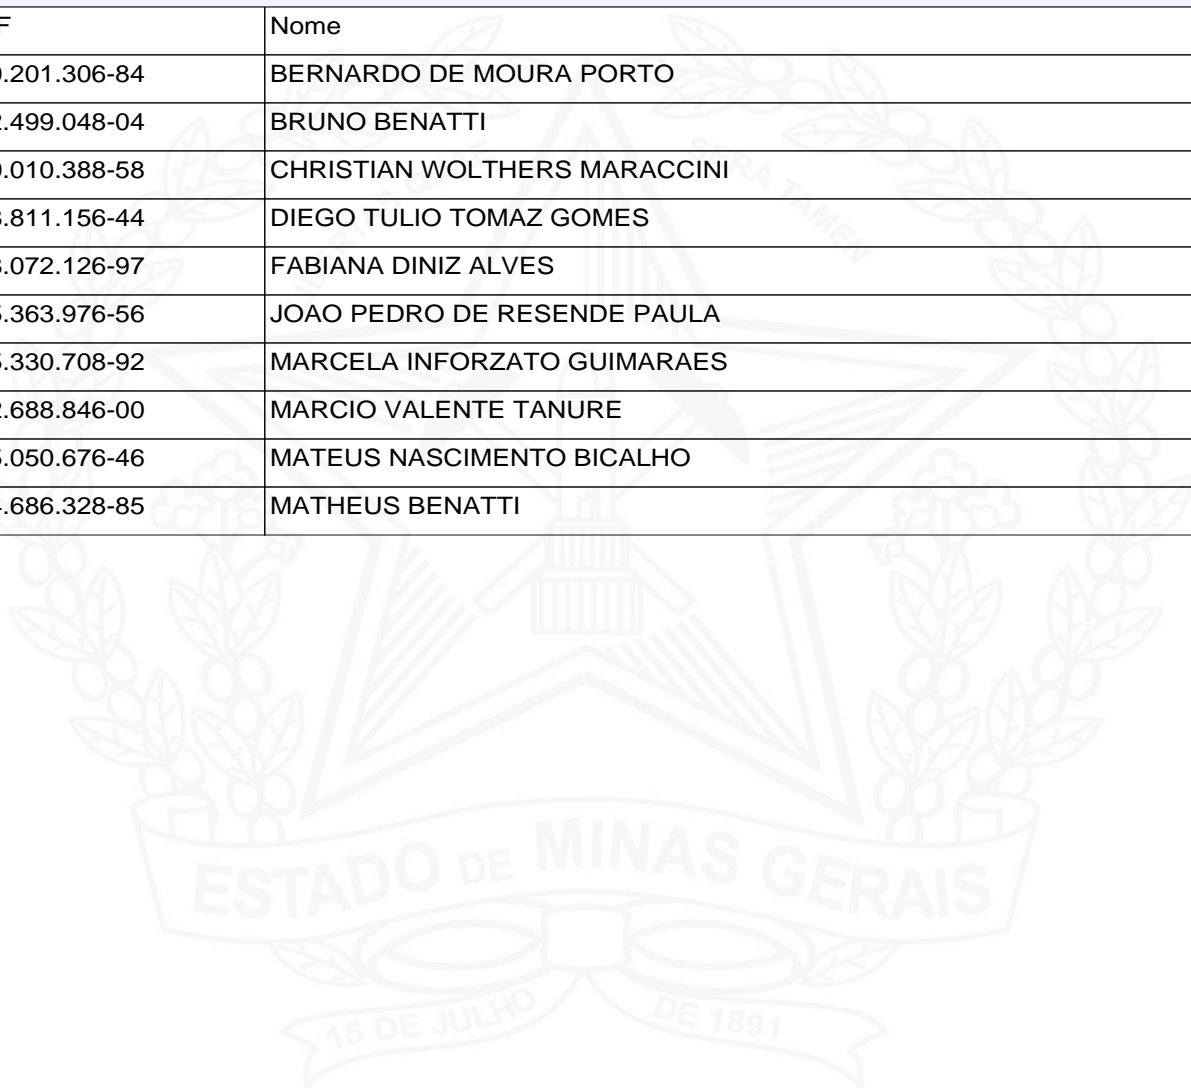 F Nome
.201.306-84 BERNARDO DE MOURA PORTO
.499.048-04 BRUNO BENATTI
.010.388-58 CHRISTIAN WOLTHERS MARACCINI
.811.156-44 DIEGO TULIO TOMAZ GOMES
.072.126-97 FABIANA DINIZ ALVES
.363.976-56 JOAO PEDRO DE RESENDE PAULA
.330.708-92 MARCELA INFORZATO GUIMARAES
.688.846-00 MARCIO VALENTE TANURE
.050.676-46 MATEUS NASCIMENTO BICALHO
.686.328-85 MATHEUS BENATTI
SERA TAMEN
ESTADO DE MINAS GERAIS
15 DE JULHO DE 1891